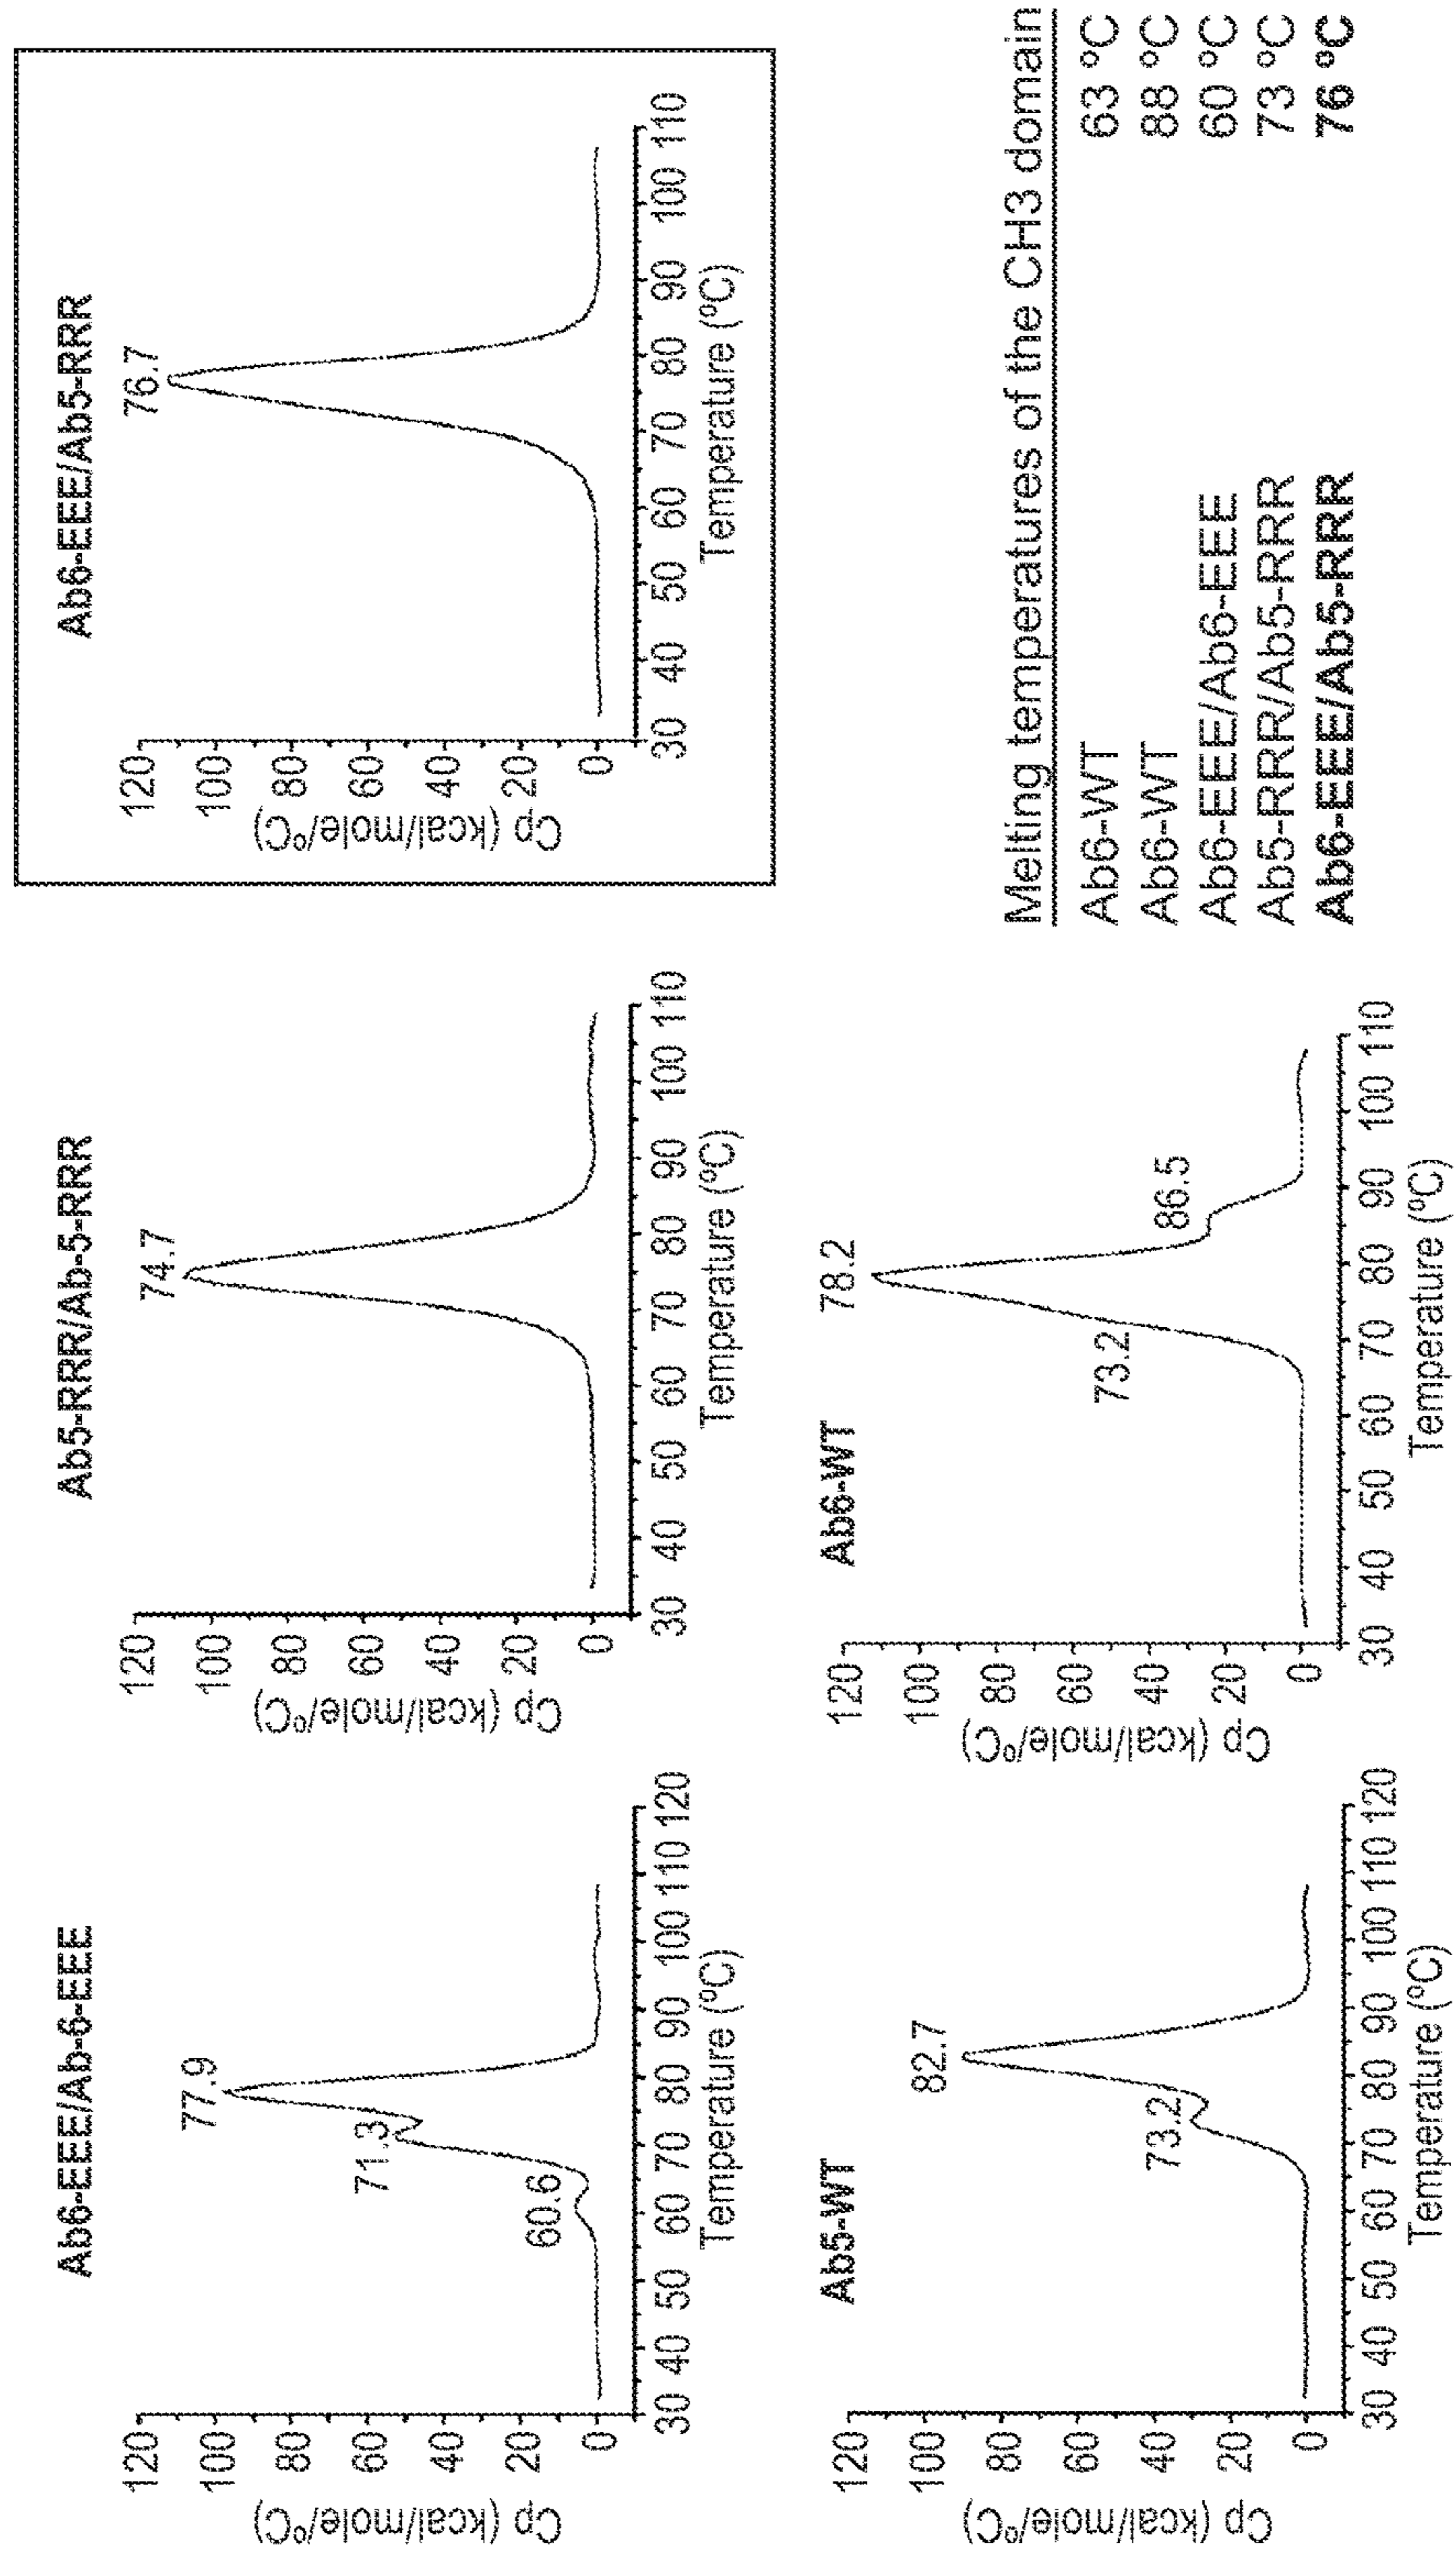 Ab6-EEE/Ab-6-EEE
120
100
80
60
40
20
0
Cp (kcal/mole/°C)
77.9
71.3
60.6
30 40 50 60 70 80 90 100 110 120
Temperature (°C)
Ab5-RRR/Ab-5-RRR
120
100
80
60
40
20
0
Cp (kcal/mole/°C)
74.7
30 40 50 60 70 80 90 100 110
Temperature (°C)
Ab6-EEE/Ab5-RRR
120
100
80
60
40
20
0
Cp (kcal/mole/°C)
76.7
30 40 50 60 70 80 90 100 110
Temperature (°C)
Ab5-WT
120
100
80
60
40
20
0
Cp (kcal/mole/°C)
82.7
73.2
30 40 50 60 70 80 90 100 110 120
Temperature (°C)
Ab6-WT
120
100
80
60
40
20
0
Cp (kcal/mole/°C)
78.2
73.2
86.5
30 40 50 60 70 80 90 100 110
Temperature (°C)
Melting temperatures of the CH3 domain
Ab6-WT 63 °C
Ab6-WT 88 °C
Ab6-EEE/Ab6-EEE 60 °C
Ab5-RRR/Ab5-RRR 73 °C
Ab6-EEE/Ab5-RRR 76 °C